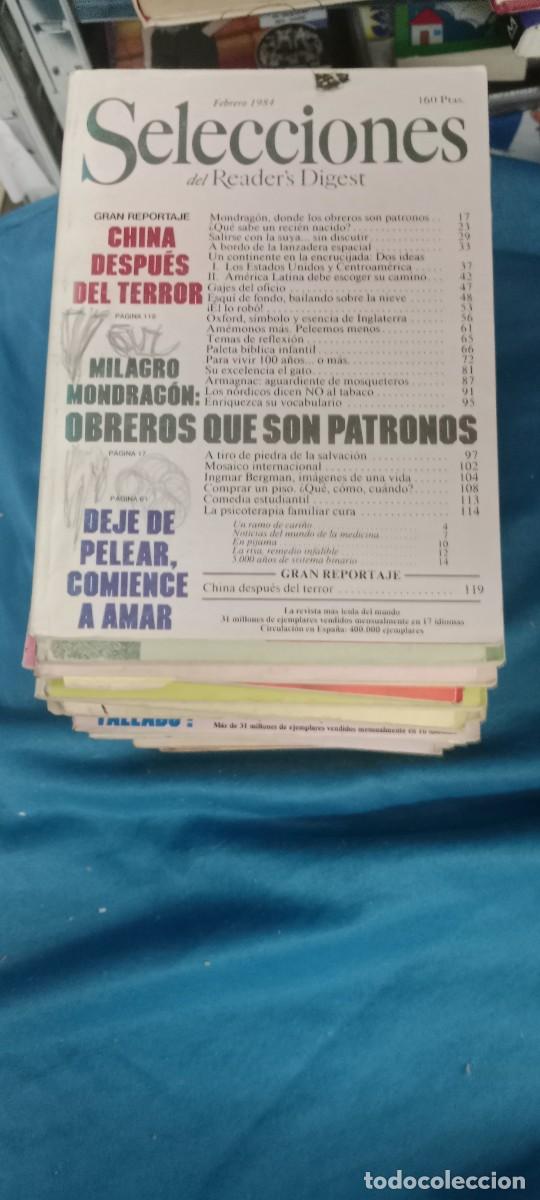 Febrero 1984
160 Ptas.
Selecciones
del Reader's Digest
GRAN REPORTAJE
CHINA
DESPUÉS
DEL TERROR
PÁGINA 119
MILAGRO
MONDRAGÓN:
OBREROS QUE SON PATRONOS
PÁGINA 17
PÁGINA 61
DEJE DE
PELEAR,
COMIENCE
A AMAR
Mondragón, donde los obreros son patronos . . 17
¿Qué sabe un recién nacido? 23
Salirse con la suya... sin discutir 29
A bordo de la lanzadera espacial 33
Un continente en la encrucijada: Dos ideas
I. Los Estados Unidos y Centroamérica 37
II. América Latina debe escoger su camino 42
Gajes del oficio 47
Esquí de fondo, bailando sobre la nieve 48
¡Él lo robó! 53
Oxford, símbolo y esencia de Inglaterra 56
Amémonos más. Peleemos menos 61
Temas de reflexión 65
Paleta bíblica infantil 66
Para vivir 100 años... o más 72
Su excelencia el gato 81
Armagnac: aguardiente de mosqueteros 87
Los nórdicos dicen NO al tabaco 91
Enriquezca su vocabulario 95
A tiro de piedra de la salvación 97
Mosaico internacional 102
Ingmar Bergman, imágenes de una vida 104
Comprar un piso. ¿Qué, cómo, cuándo? 108
Comedia estudiantil 113
La psicoterapia familiar cura 114
Un ramo de cariño 4
Noticias del mundo de la medicina 7
En pijama 10
La risa, remedio infalible 12
5.000 años de sistema binario 14
GRAN REPORTAJE
China después del terror 119
La revista más leída del mundo
31 millones de ejemplares vendidos mensualmente en 17 idiomas
Circulación en España: 400.000 ejemplares
Más de 31 millones de ejemplares vendidos mensualmente en
todocoleccion